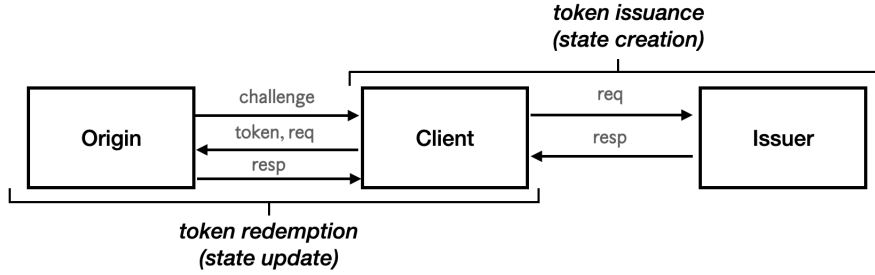 token issuance
(state creation)
challenge
req
Origin
token, req
Client
resp
Issuer
resp
token redemption
(state update)